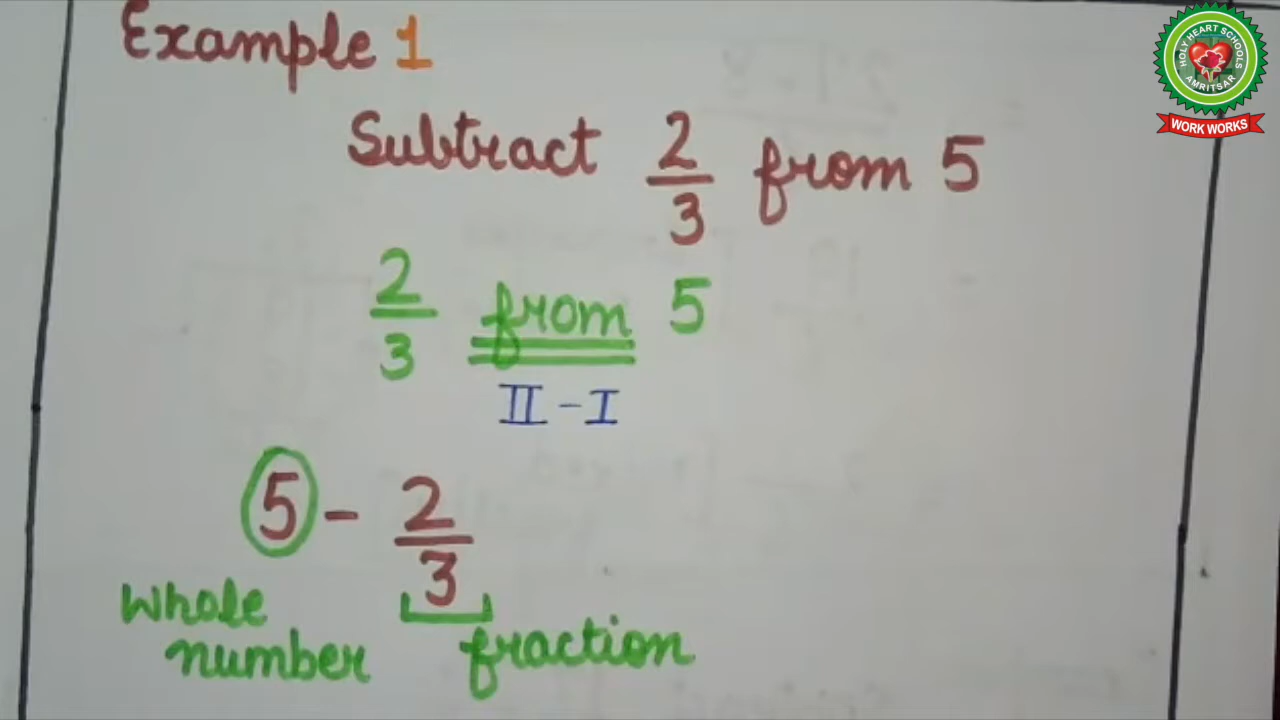 Example 1
Subtract 2/3 from 5
2/3 from 5
II - I
5 - 2/3
Whole number
fraction
HOLY HEART SCHOOLS
AMRITSAR
WORK WORKS